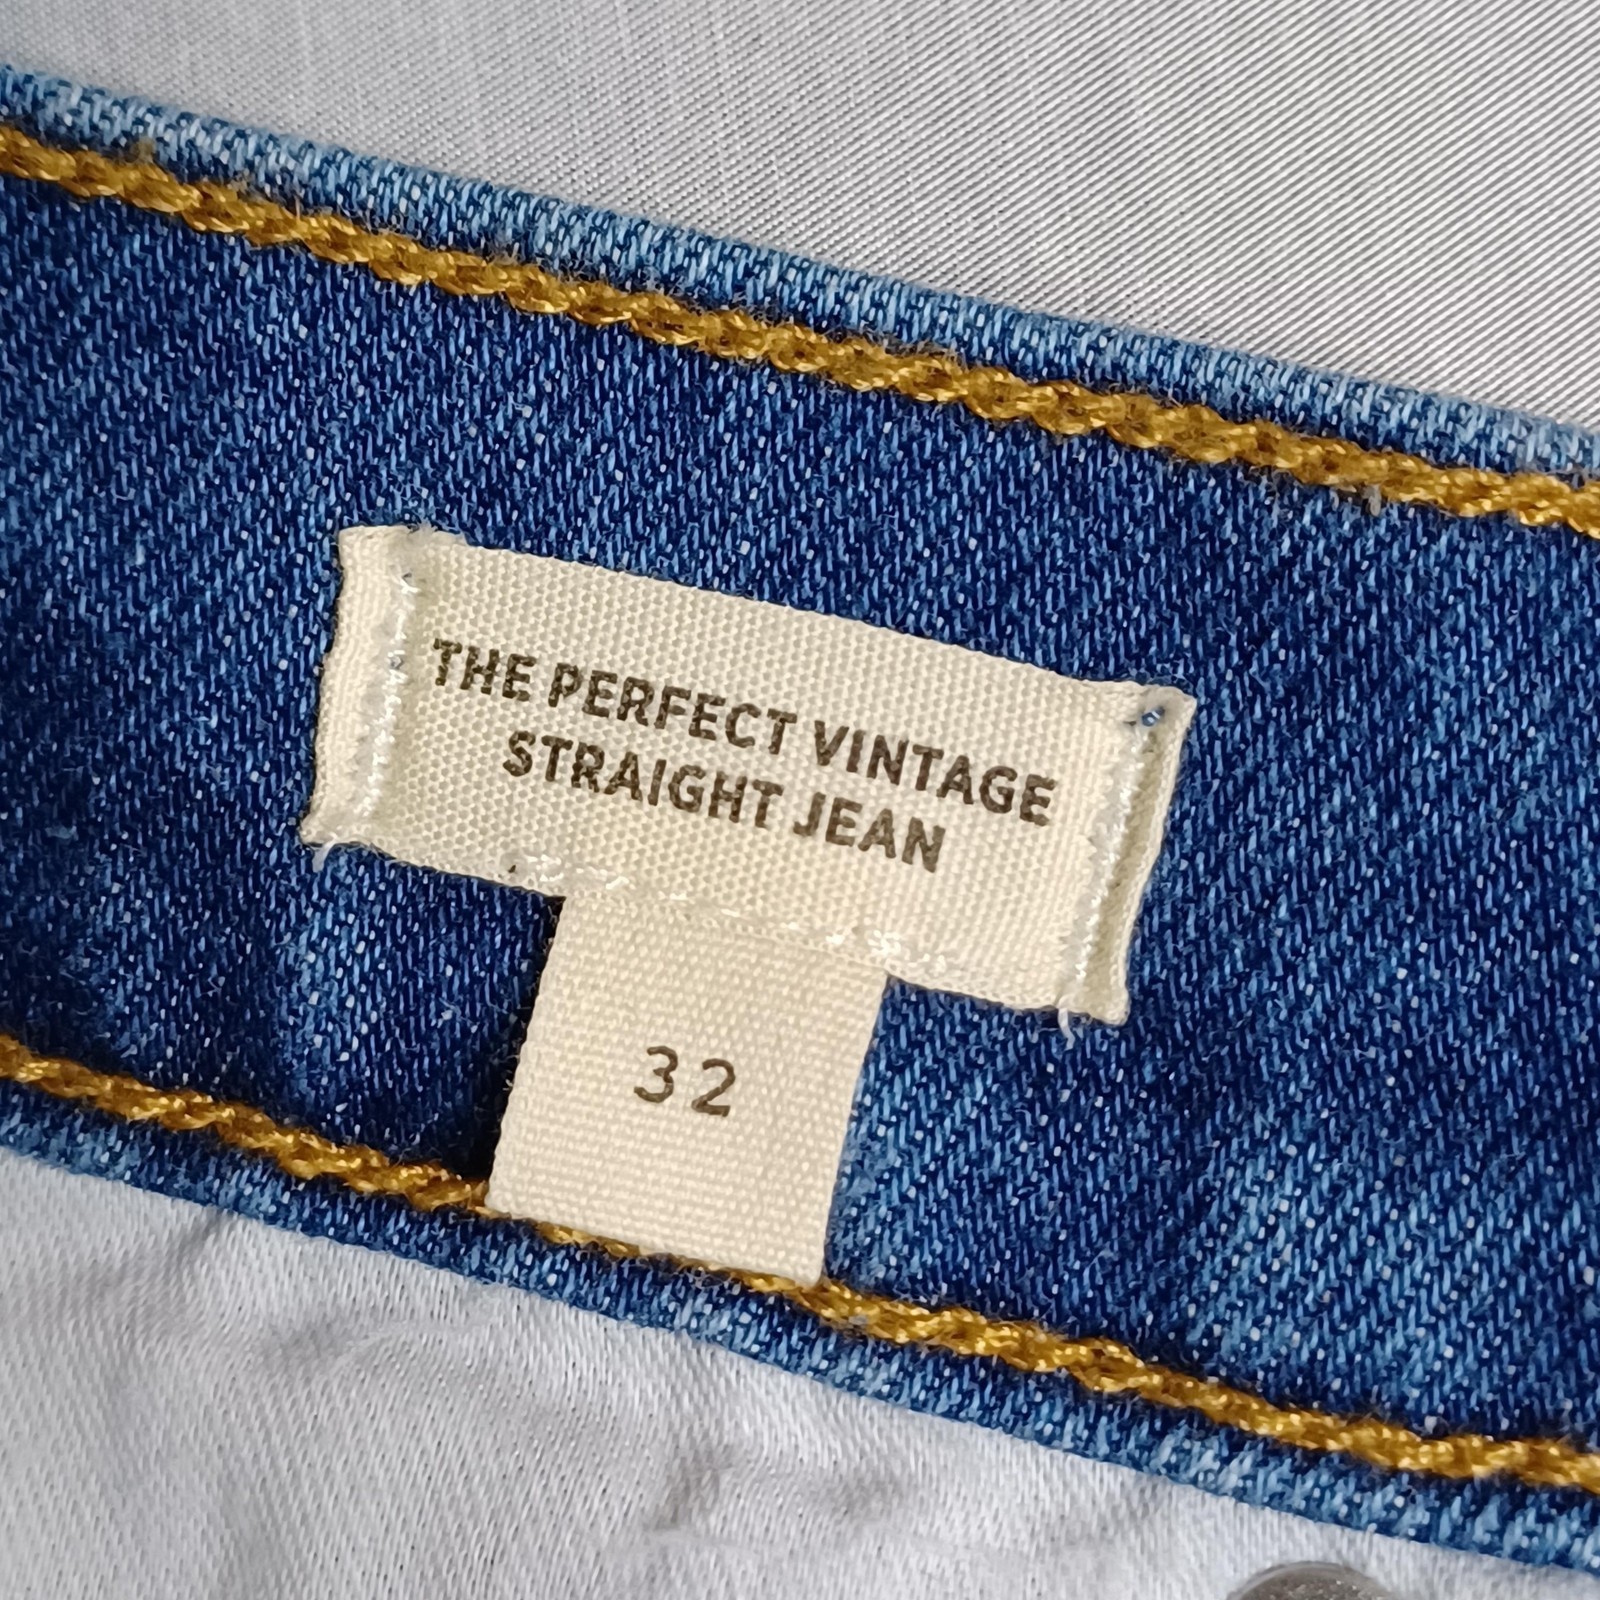 THE PERFECT VINTAGE
STRAIGHT JEAN
32